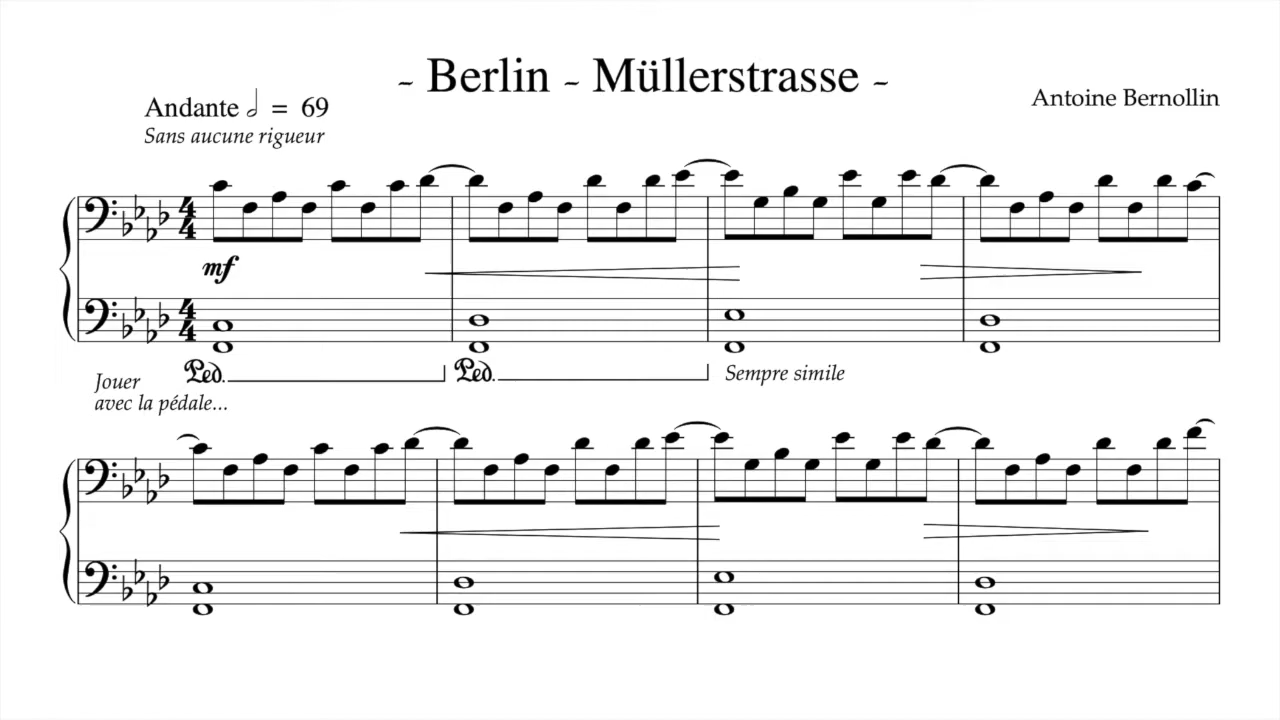 - Berlin - Müllerstrasse -
Antoine Bernollin
Andante 𝅗𝅥 = 69
Sans aucune rigueur
4 4
mf
4 4
Ped. Ped. Sempre simile
Jouer
avec la pédale...